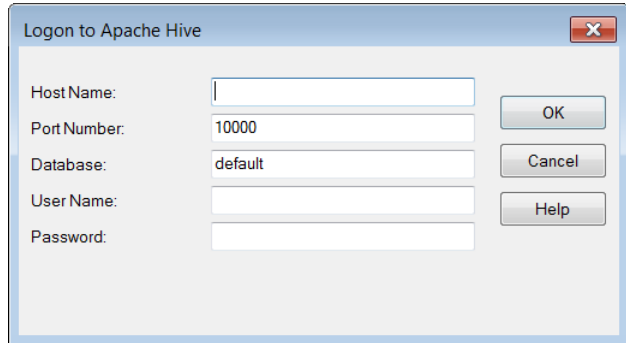 Logon to Apache Hive
Host Name:
Port Number: 10000
Database: default
User Name:
Password:
OK
Cancel
Help